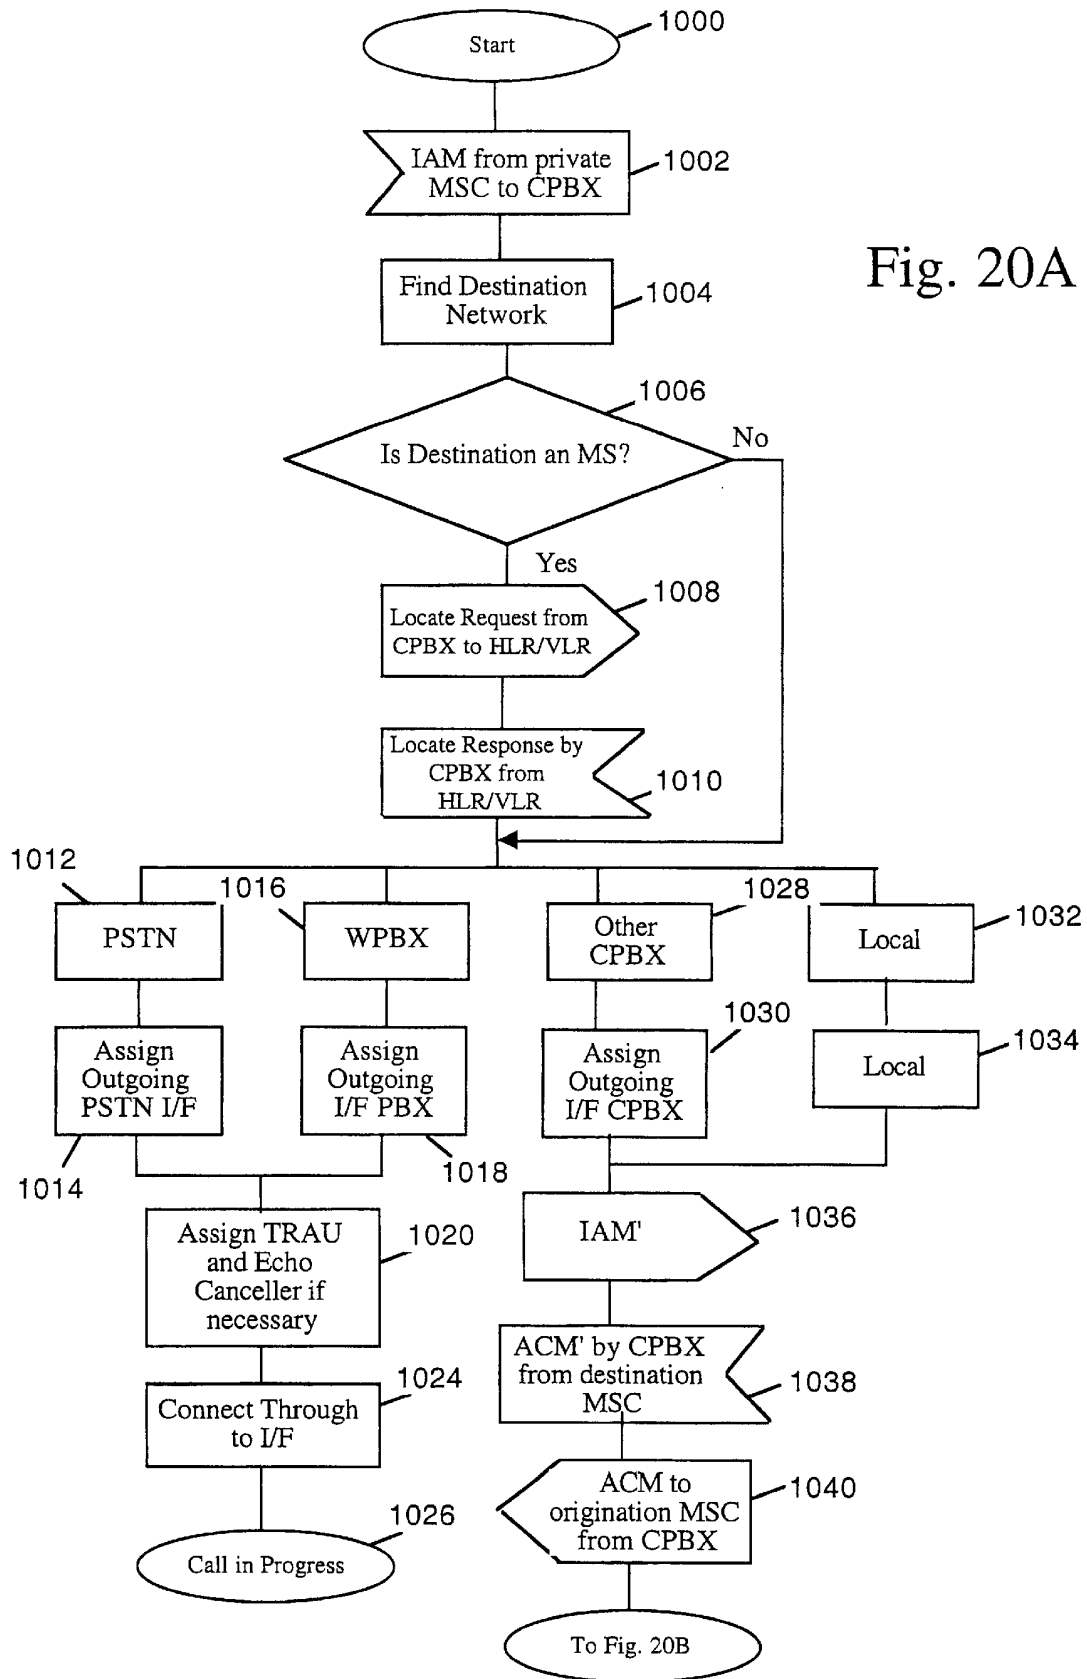 Start
1000
IAM from private
MSC to CPBX
1002
Fig. 20A
Find Destination
Network
1004
1006
Is Destination an MS?
No
Yes
1008
Locate Request from
CPBX to HLR/VLR
Locate Response by
CPBX from
HLR/VLR
1010
1012
1016
1028
1032
PSTN
WPBX
Other
CPBX
Local
1030
1034
Assign
Outgoing
PSTN I/F
Assign
Outgoing
I/F PBX
Assign
Outgoing
I/F CPBX
Local
1014
1018
Assign TRAU
and Echo
Canceller if
necessary
1020
IAM'
1036
ACM' by CPBX
from destination
MSC
1038
Connect Through
to I/F
1024
ACM to
origination MSC
from CPBX
1040
1026
Call in Progress
To Fig. 20B